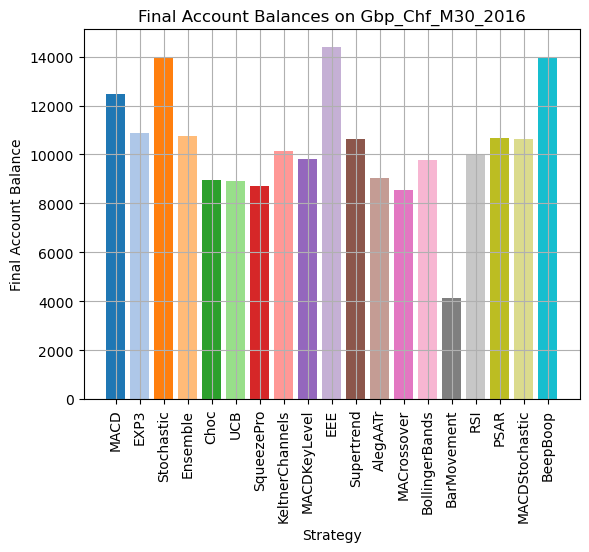 Final Account Balances on Gbp_Chf_M30_2016
Final Account Balance
14000
12000
10000
8000
6000
4000
2000
0
MACD
EXP3
Stochastic
Ensemble
Choc
UCB
SqueezePro
KeltnerChannels
MACDKeyLevel
EEE
Supertrend
AlegAATr
MACrossover
BollingerBands
BarMovement
RSI
PSAR
MACDStochastic
BeepBoop
Strategy